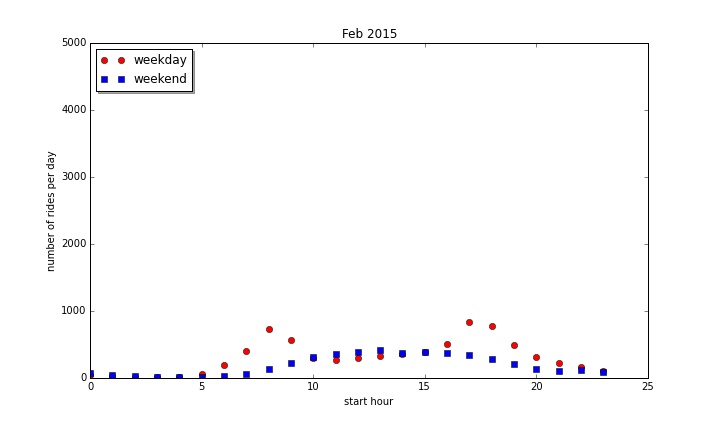 Feb 2015
weekday
weekend
5000
4000
3000
2000
1000
0
number of rides per day
0 5 10 15 20 25
start hour